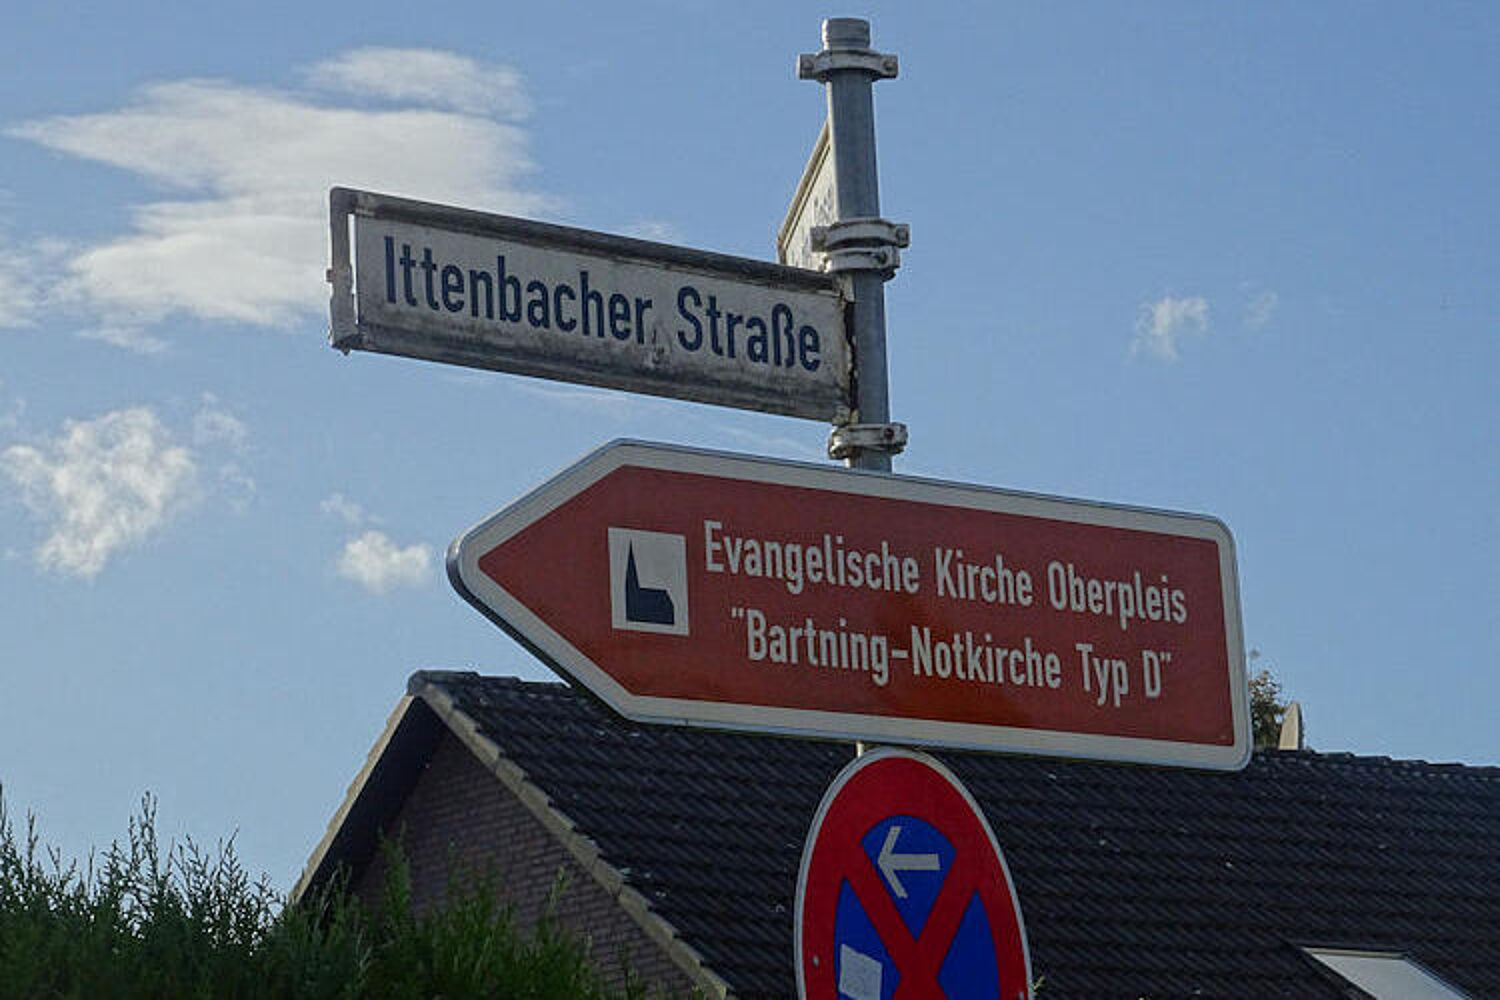 Ittenbacher Straße
Evangelische Kirche Oberpleis
"Bartning-Notkirche Typ D"